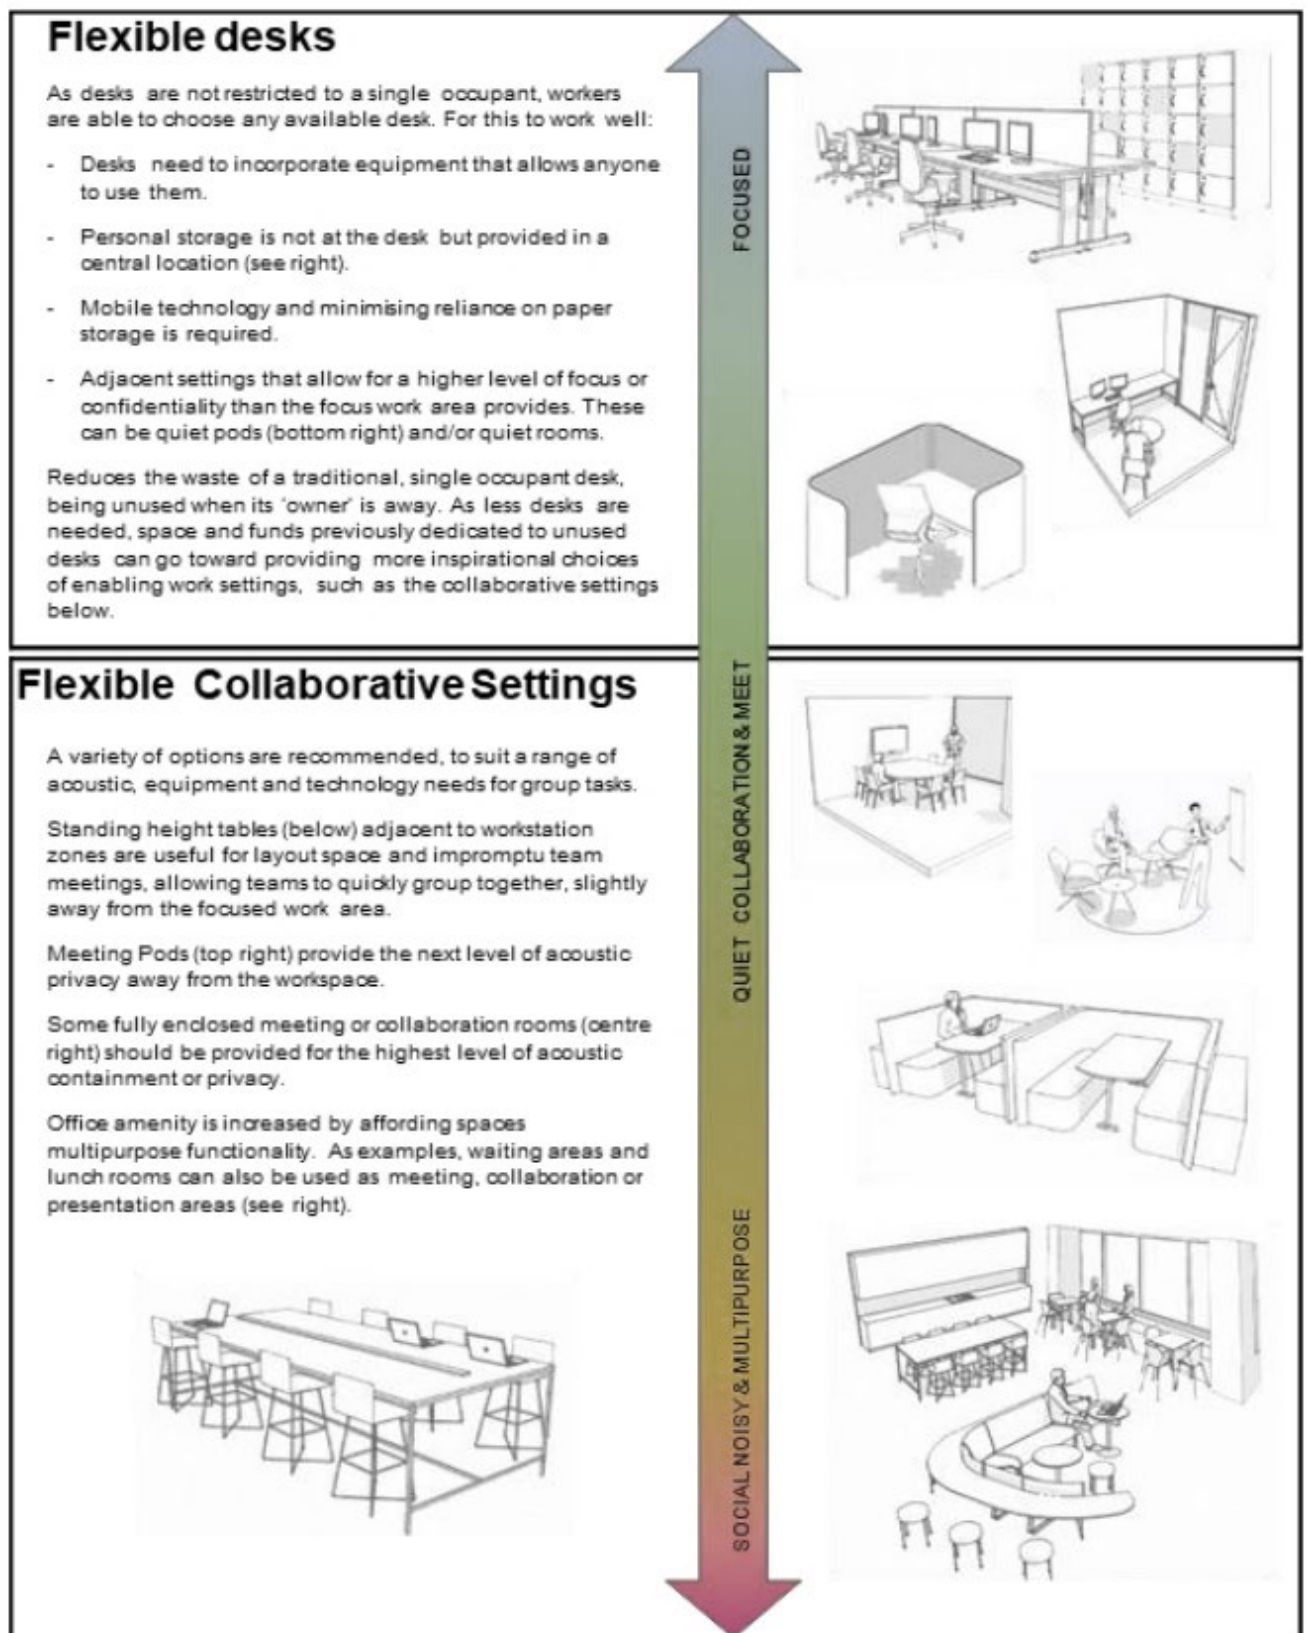 Flexible desks
As desks are not restricted to a single occupant, workers
are able to choose any available desk. For this to work well:
- Desks need to incorporate equipment that allows anyone
to use them.
- Personal storage is not at the desk but provided in a
central location (see right).
- Mobile technology and minimising reliance on paper
storage is required.
- Adjacent settings that allow for a higher level of focus or
confidentiality than the focus work area provides. These
can be quiet pods (bottom right) and/or quiet rooms.
Reduces the waste of a traditional, single occupant desk,
being unused when its 'owner' is away. As less desks are
needed, space and funds previously dedicated to unused
desks can go toward providing more inspirational choices
of enabling work settings, such as the collaborative settings
below.
FOCUSED
Flexible Collaborative Settings
A variety of options are recommended, to suit a range of
acoustic, equipment and technology needs for group tasks.
Standing height tables (below) adjacent to workstation
zones are useful for layout space and impromptu team
meetings, allowing teams to quickly group together, slightly
away from the focused work area.
Meeting Pods (top right) provide the next level of acoustic
privacy away from the workspace.
Some fully enclosed meeting or collaboration rooms (centre
right) should be provided for the highest level of acoustic
containment or privacy.
Office amenity is increased by affording spaces
multipurpose functionality. As examples, waiting areas and
lunch rooms can also be used as meeting, collaboration or
presentation areas (see right).
QUIET COLLABORATION & MEET
SOCIAL NOISY & MULTIPURPOSE